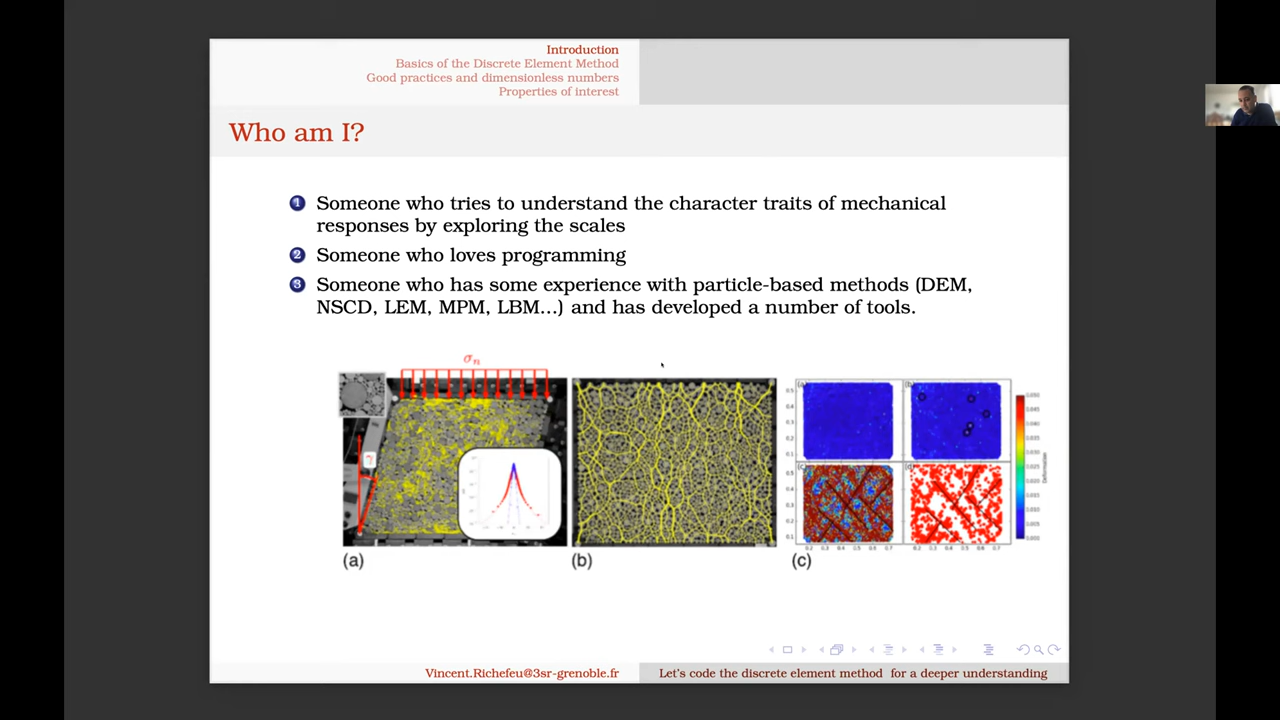 Introduction
Basics of the Discrete Element Method
Good practices and dimensionless numbers
Properties of interest
Who am I?
1 Someone who tries to understand the character traits of mechanical
responses by exploring the scales
2 Someone who loves programming
3 Someone who has some experience with particle-based methods (DEM,
NSCD, LEM, MPM, LBM...) and has developed a number of tools.
σn
(a)
(b)
(c)
Vincent.Richefeu@3sr-grenoble.fr
Let's code the discrete element method for a deeper understanding